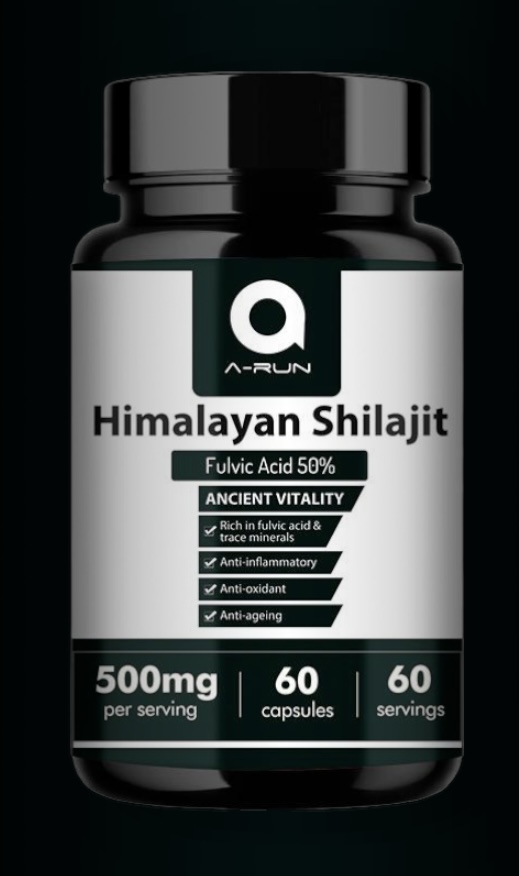 A-RUN
Himalayan Shilajit
Fulvic Acid 50%
ANCIENT VITALITY
Rich in fulvic acid &
trace minerals
Anti-inflammatory
Anti-oxidant
Anti-ageing
500mg
per serving
60
capsules
60
servings